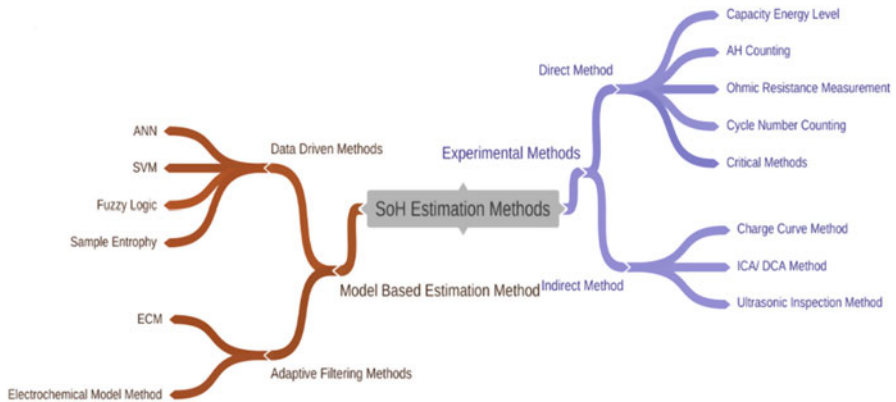 SoH Estimation Methods
Experimental Methods
Direct Method
Capacity Energy Level
AH Counting
Ohmic Resistance Measurement
Cycle Number Counting
Critical Methods
Indirect Method
Charge Curve Method
ICA/ DCA Method
Ultrasonic Inspection Method
Model Based Estimation Method
Data Driven Methods
ANN
SVM
Fuzzy Logic
Sample Entrophy
Adaptive Filtering Methods
ECM
Electrochemical Model Method